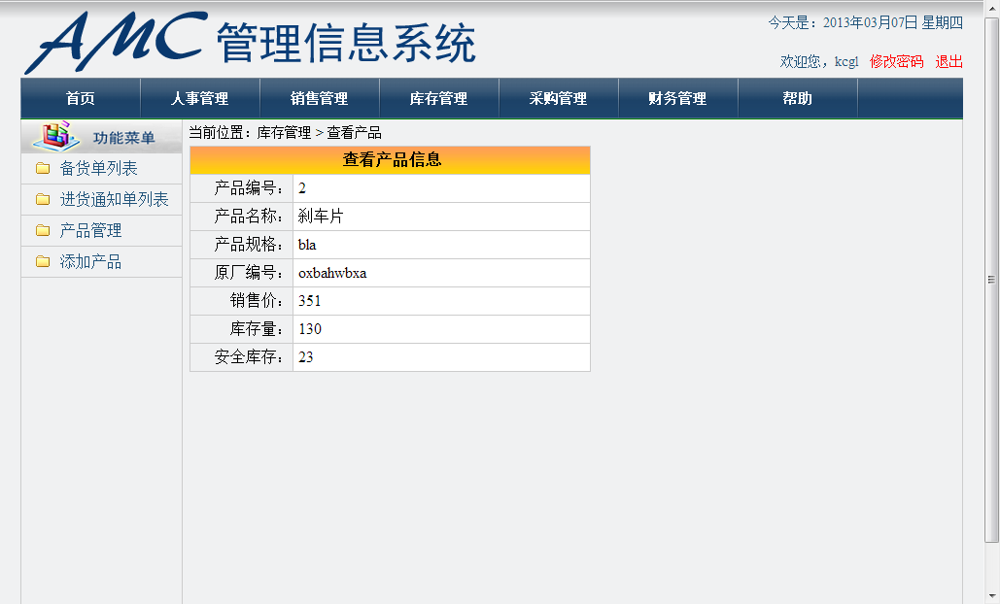 AMC 管理信息系统
今天是：2013年03月07日 星期四
欢迎您，kcgl 修改密码 退出
首页 人事管理 销售管理 库存管理 采购管理 财务管理 帮助
功能菜单
备货单列表
进货通知单列表
产品管理
添加产品
当前位置：库存管理 > 查看产品
查看产品信息
产品编号： 2
产品名称： 刹车片
产品规格： bla
原厂编号： oxbahwbxa
销售价： 351
库存量： 130
安全库存： 23